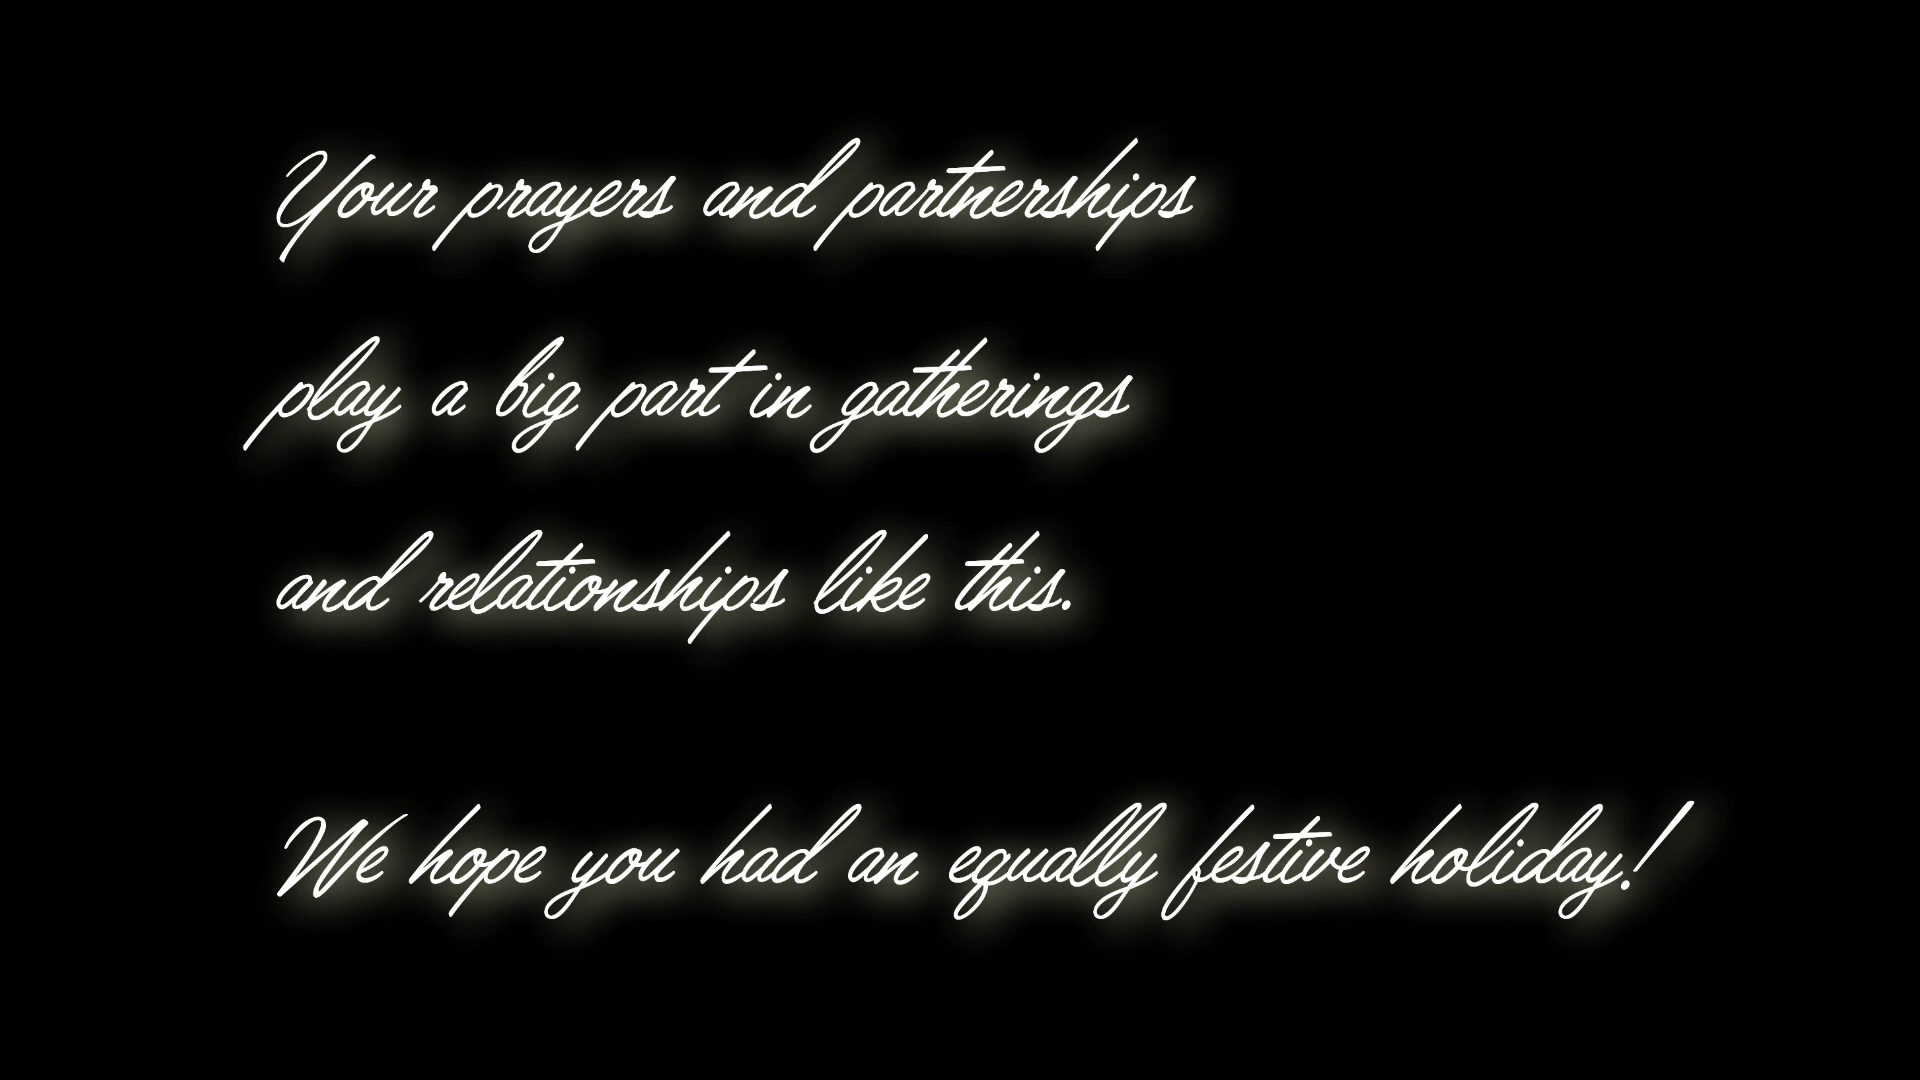 Your prayers and partnerships
play a big part in gatherings
and relationships like this.
We hope you had an equally festive holiday!